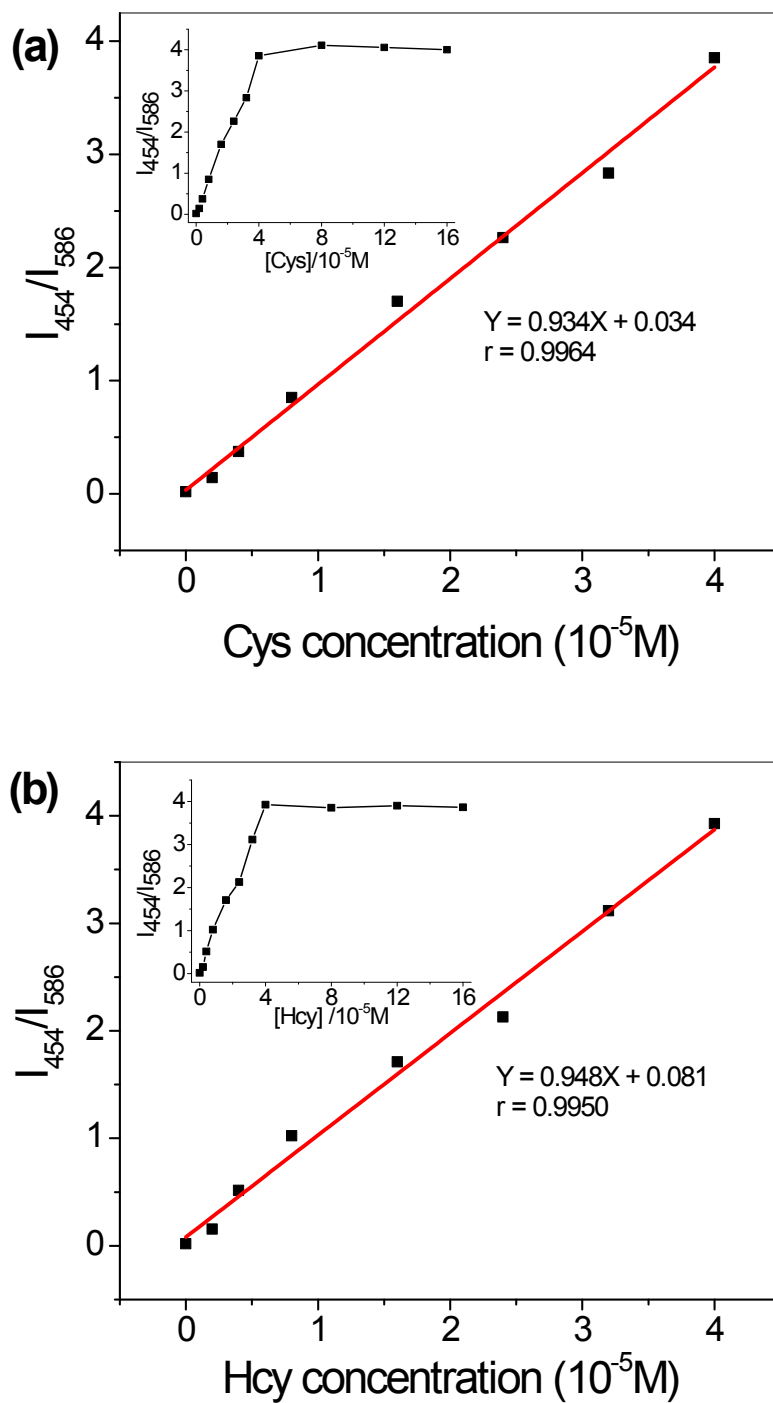 (a)
I454/I586
4
3
2
1
0
0 1 2 3 4
Cys concentration (10-5M)
I454/I586
4
3
2
1
0
0 4 8 12 16
[Cys]/10-5M
Y = 0.934X + 0.034
r = 0.9964
(b)
I454/I586
4
3
2
1
0
0 1 2 3 4
Hcy concentration (10-5M)
I454/I586
4
3
2
1
0
0 4 8 12 16
[Hcy] /10-5M
Y = 0.948X + 0.081
r = 0.9950